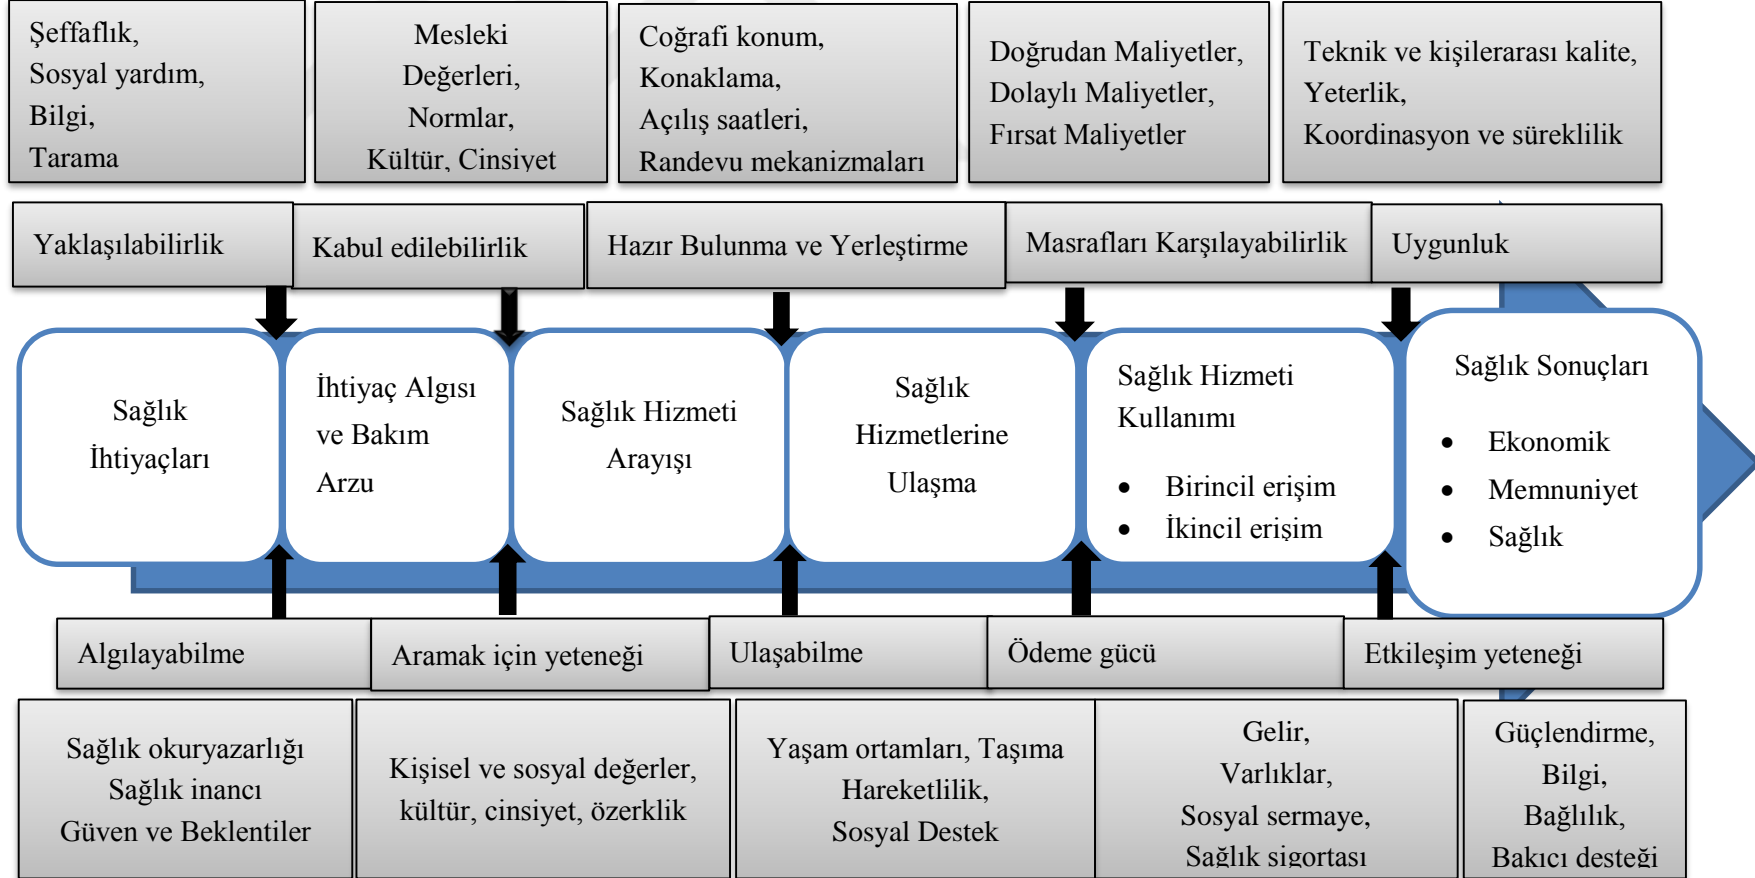 Şeffaflık,
Sosyal yardım,
Bilgi,
Tarama
Mesleki
Değerleri,
Normlar,
Kültür, Cinsiyet
Coğrafi konum,
Konaklama,
Açılış saatleri,
Randevu mekanizmaları
Doğrudan Maliyetler,
Dolaylı Maliyetler,
Fırsat Maliyetler
Teknik ve kişilerarası kalite,
Yeterlik,
Koordinasyon ve süreklilik
Yaklaşılabilirlik
Kabul edilebilirlik
Hazır Bulunma ve Yerleştirme
Masrafları Karşılayabilirlik
Uygunluk
Sağlık
İhtiyaçları
İhtiyaç Algısı
ve Bakım
Arzu
Sağlık Hizmeti
Arayışı
Sağlık
Hizmetlerine
Ulaşma
Sağlık Hizmeti
Kullanımı
• Birincil erişim
• İkincil erişim
Sağlık Sonuçları
• Ekonomik
• Memnuniyet
• Sağlık
Algılayabilme
Aramak için yeteneği
Ulaşabilme
Ödeme gücü
Etkileşim yeteneği
Sağlık okuryazarlığı
Sağlık inancı
Güven ve Beklentiler
Kişisel ve sosyal değerler,
kültür, cinsiyet, özerklik
Yaşam ortamları, Taşıma
Hareketlilik,
Sosyal Destek
Gelir,
Varlıklar,
Sosyal sermaye,
Sağlık sigortası
Güçlendirme,
Bilgi,
Bağlılık,
Bakıcı desteği